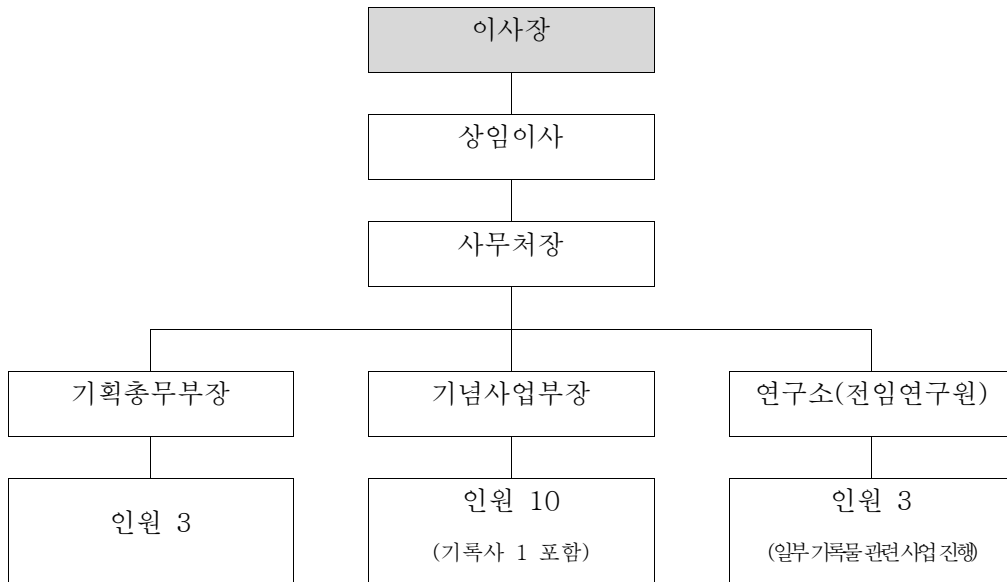 이사장
상임이사
사무처장
기획총무부장
기념사업부장
연구소(전임연구원)
인원 3
인원 10
(기록사 1 포함)
인원 3
(일부 기록물 관련 사업 진행)